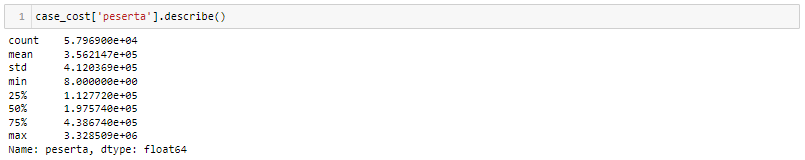 1 case_cost['peserta'].describe()
count 5.796900e+04
mean 3.562147e+05
std 4.120369e+05
min 8.000000e+00
25% 1.127720e+05
50% 1.975740e+05
75% 4.386740e+05
max 3.328509e+06
Name: peserta, dtype: float64